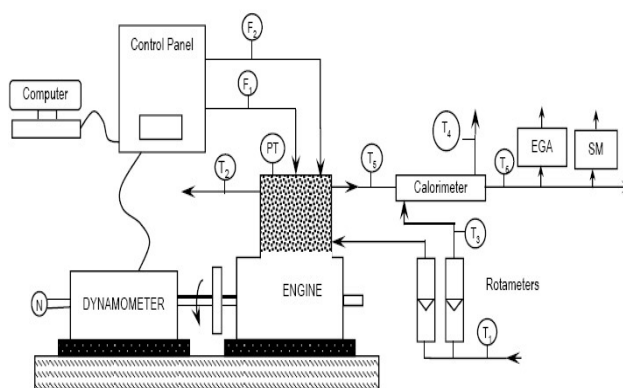 F2
Control Panel
F1
Computer
T4
PT
T2
T5
Calorimeter
T6
EGA
SM
T3
ENGINE
Rotameters
N
DYNAMOMETER
T1